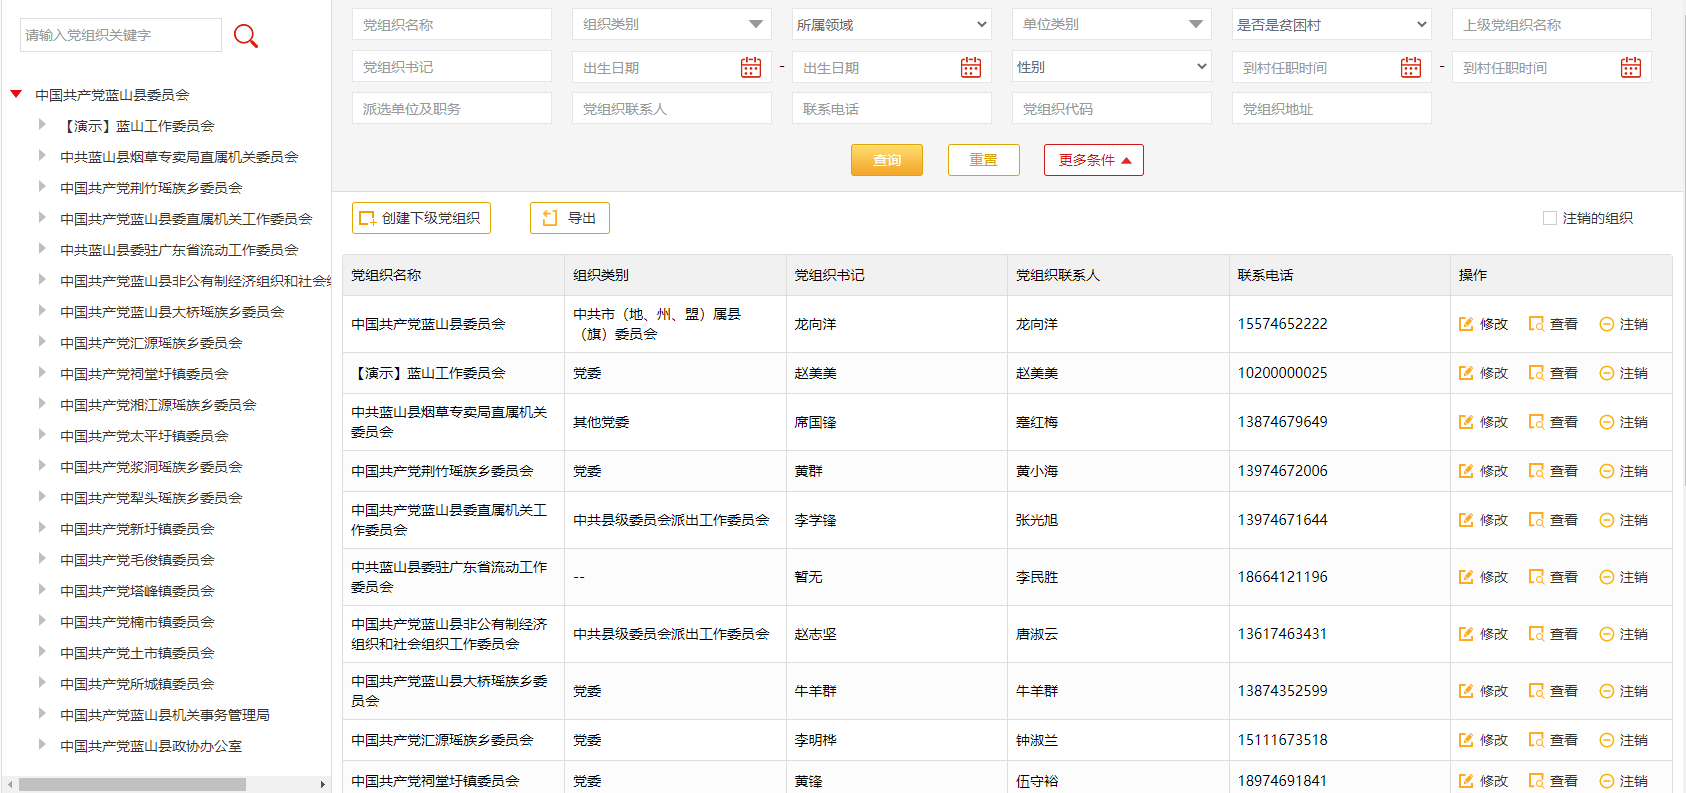 请输入党组织关键字
中国共产党蓝山县委员会
【演示】蓝山工作委员会
中共蓝山县烟草专卖局直属机关委员会
中国共产党荆竹瑶族乡委员会
中国共产党蓝山县委直属机关工作委员会
中共蓝山县委驻广东省流动工作委员会
中国共产党蓝山县非公有制经济组织和社会组
中国共产党蓝山县大桥瑶族乡委员会
中国共产党汇源瑶族乡委员会
中国共产党祠堂圩镇委员会
中国共产党湘江源瑶族乡委员会
中国共产党太平圩镇委员会
中国共产党浆洞瑶族乡委员会
中国共产党犁头瑶族乡委员会
中国共产党新圩镇委员会
中国共产党毛俊镇委员会
中国共产党塔峰镇委员会
中国共产党楠市镇委员会
中国共产党土市镇委员会
中国共产党所城镇委员会
中国共产党蓝山县机关事务管理局
中国共产党蓝山县政协办公室
党组织名称 组织类别 所属领域 单位类别 是否是贫困村 上级党组织名称
党组织书记 出生日期 - 出生日期 性别 到村任职时间 - 到村任职时间
派选单位及职务 党组织联系人 联系电话 党组织代码 党组织地址
查询 重置 更多条件
创建下级党组织 导出 注销的组织
党组织名称 组织类别 党组织书记 党组织联系人 联系电话 操作
中国共产党蓝山县委员会 中共市（地、州、盟）属县
（旗）委员会 龙向洋 龙向洋 15574652222 修改 查看 注销
【演示】蓝山工作委员会 党委 赵美美 赵美美 10200000025 修改 查看 注销
中共蓝山县烟草专卖局直属机关
委员会 其他党委 席国锋 蹇红梅 13874679649 修改 查看 注销
中国共产党荆竹瑶族乡委员会 党委 黄群 黄小海 13974672006 修改 查看 注销
中国共产党蓝山县委直属机关工
作委员会 中共县级委员会派出工作委员会 李学锋 张光旭 13974671644 修改 查看 注销
中共蓝山县委驻广东省流动工作
委员会 -- 暂无 李民胜 18664121196 修改 查看 注销
中国共产党蓝山县非公有制经济
组织和社会组织工作委员会 中共县级委员会派出工作委员会 赵志坚 唐淑云 13617463431 修改 查看 注销
中国共产党蓝山县大桥瑶族乡委
员会 党委 牛羊群 牛羊群 13874352599 修改 查看 注销
中国共产党汇源瑶族乡委员会 党委 李明桦 钟淑兰 15111673518 修改 查看 注销
中国共产党祠堂圩镇委员会 党委 黄锋 伍守裕 18974691841 修改 查看 注销